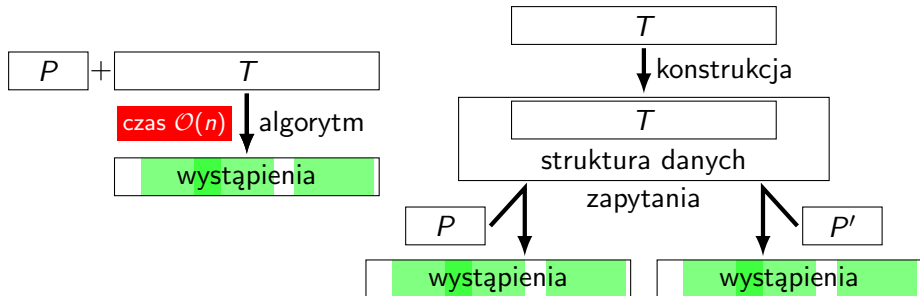 P + T
czas O(n) algorytm
wystąpienia
T
konstrukcja
T
struktura danych
zapytania
P P′
wystąpienia wystąpienia